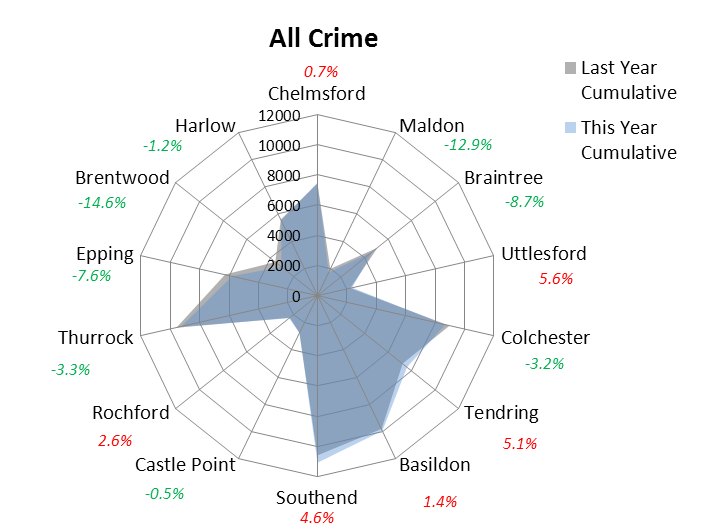 All Crime
0.7%
Chelmsford
Last Year
Cumulative
This Year
Cumulative
12000
10000
8000
6000
4000
2000
0
Maldon
-12.9%
Braintree
-8.7%
Uttlesford
5.6%
Colchester
-3.2%
Tendring
5.1%
Basildon
1.4%
Southend
4.6%
Castle Point
-0.5%
Rochford
2.6%
Thurrock
-3.3%
Epping
-7.6%
Brentwood
-14.6%
Harlow
-1.2%